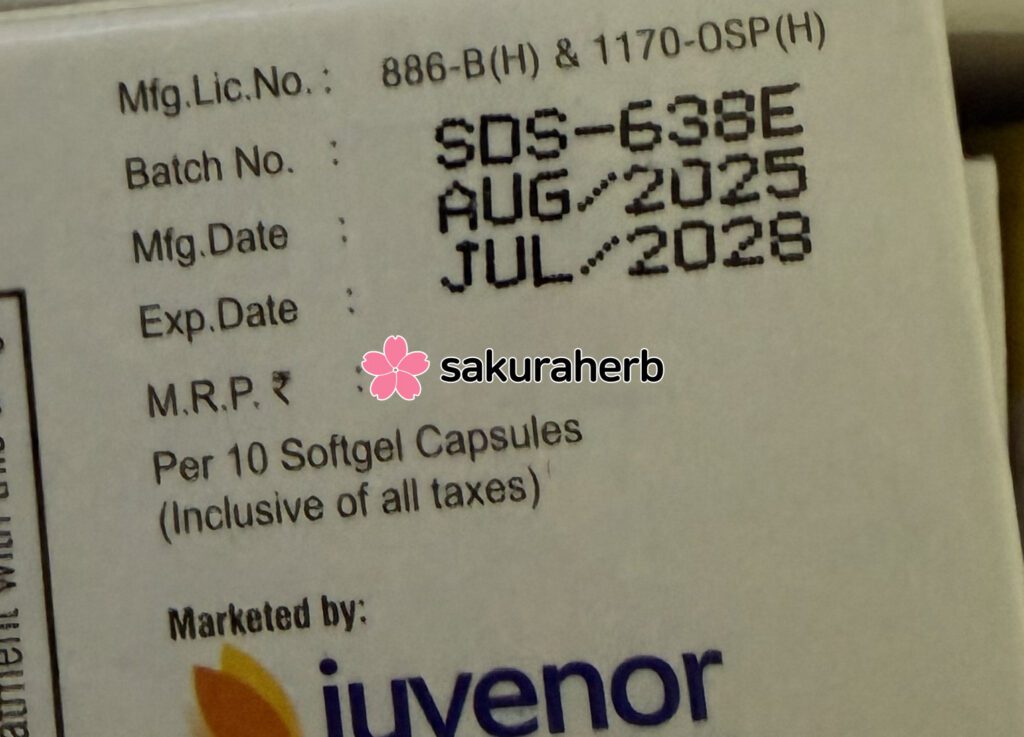 Mfg.Lic.No. : 886-B(H) & 1170-OSP(H)
Batch No. : SDS-638E
Mfg.Date : AUG/2025
Exp.Date : JUL/2028
M.R.P. ₹ :
sakuraherb
Per 10 Softgel Capsules
(Inclusive of all taxes)
Marketed by:
juvenor